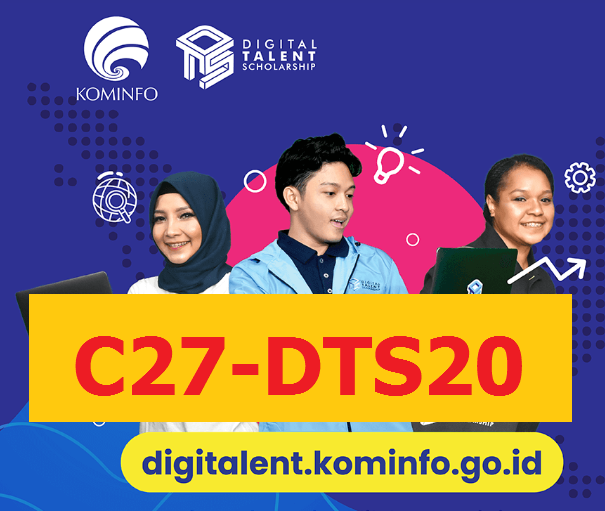 KOMINFO
DIGITAL
TALENT
SCHOLARSHIP
C27-DTS20
digitalent.kominfo.go.id